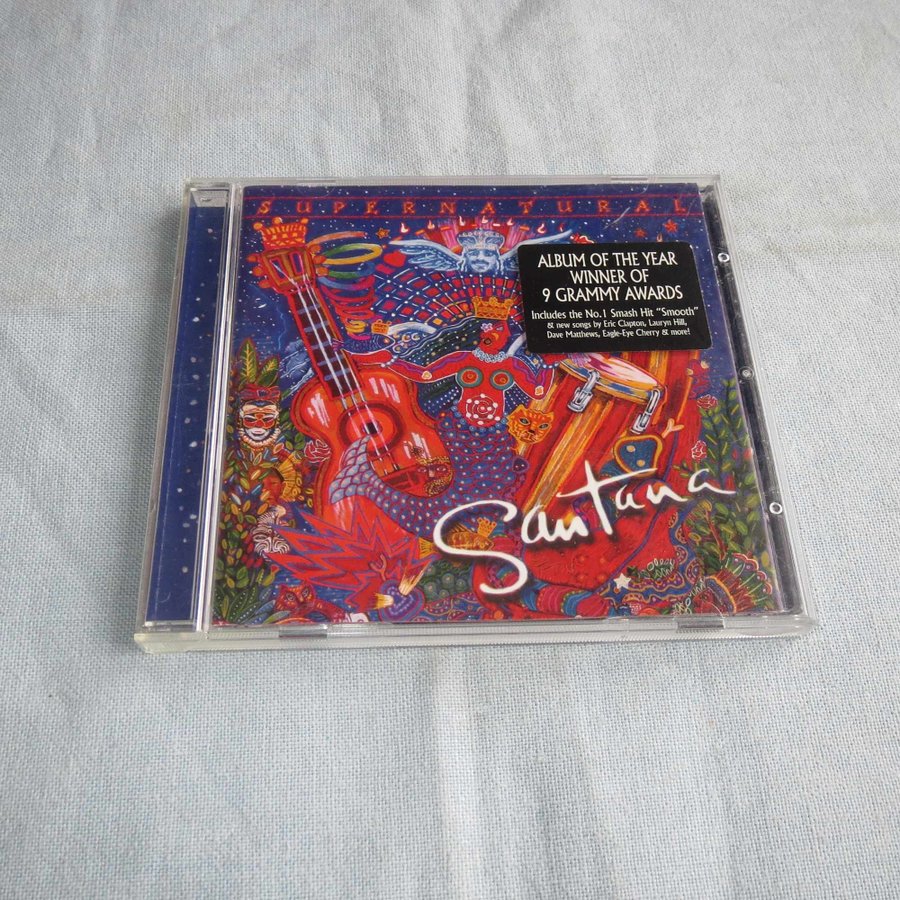 SUPERNATURAL
ALBUM OF THE YEAR
WINNER OF
9 GRAMMY AWARDS
Includes the No.1 Smash Hit "Smooth"
& new songs by Eric Clapton, Lauryn Hill,
Dave Matthews, Eagle-Eye Cherry & more!
Santana